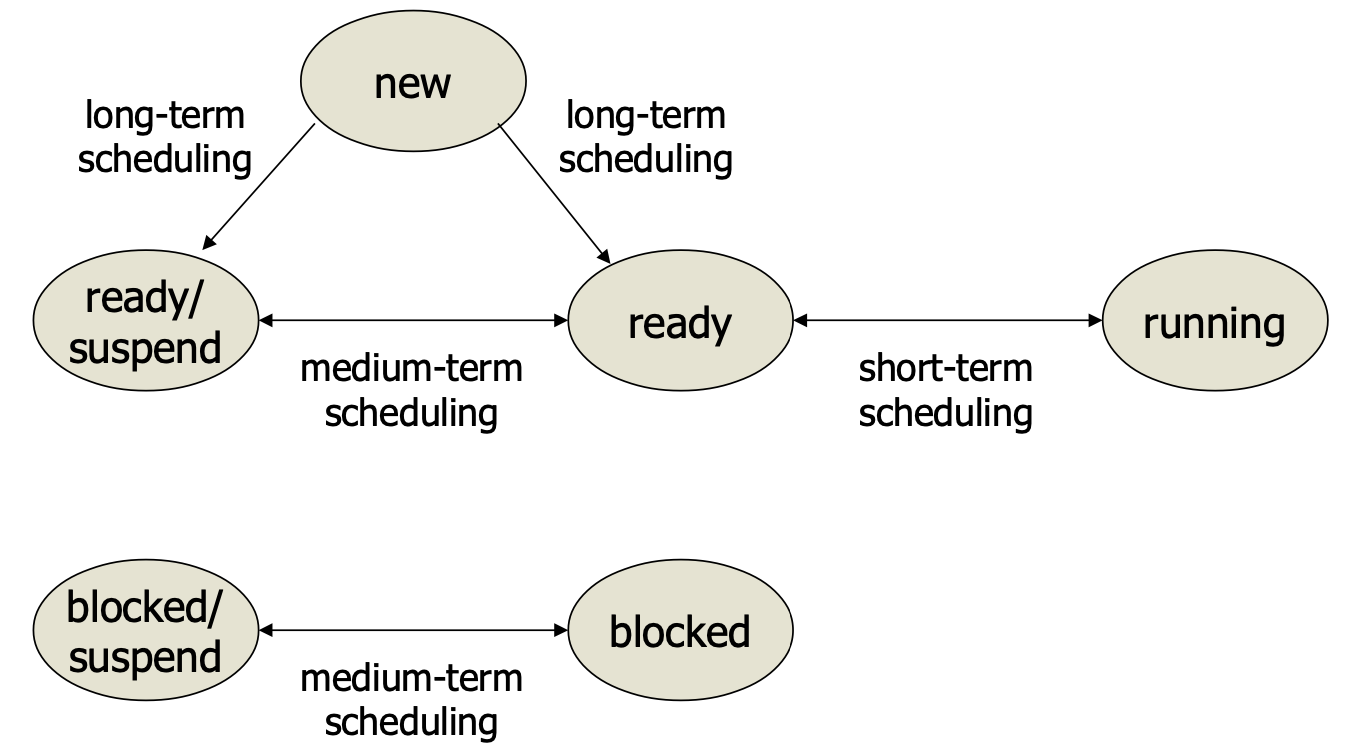 new
long-term
scheduling
long-term
scheduling
ready/
suspend
ready
running
medium-term
scheduling
short-term
scheduling
blocked/
suspend
blocked
medium-term
scheduling